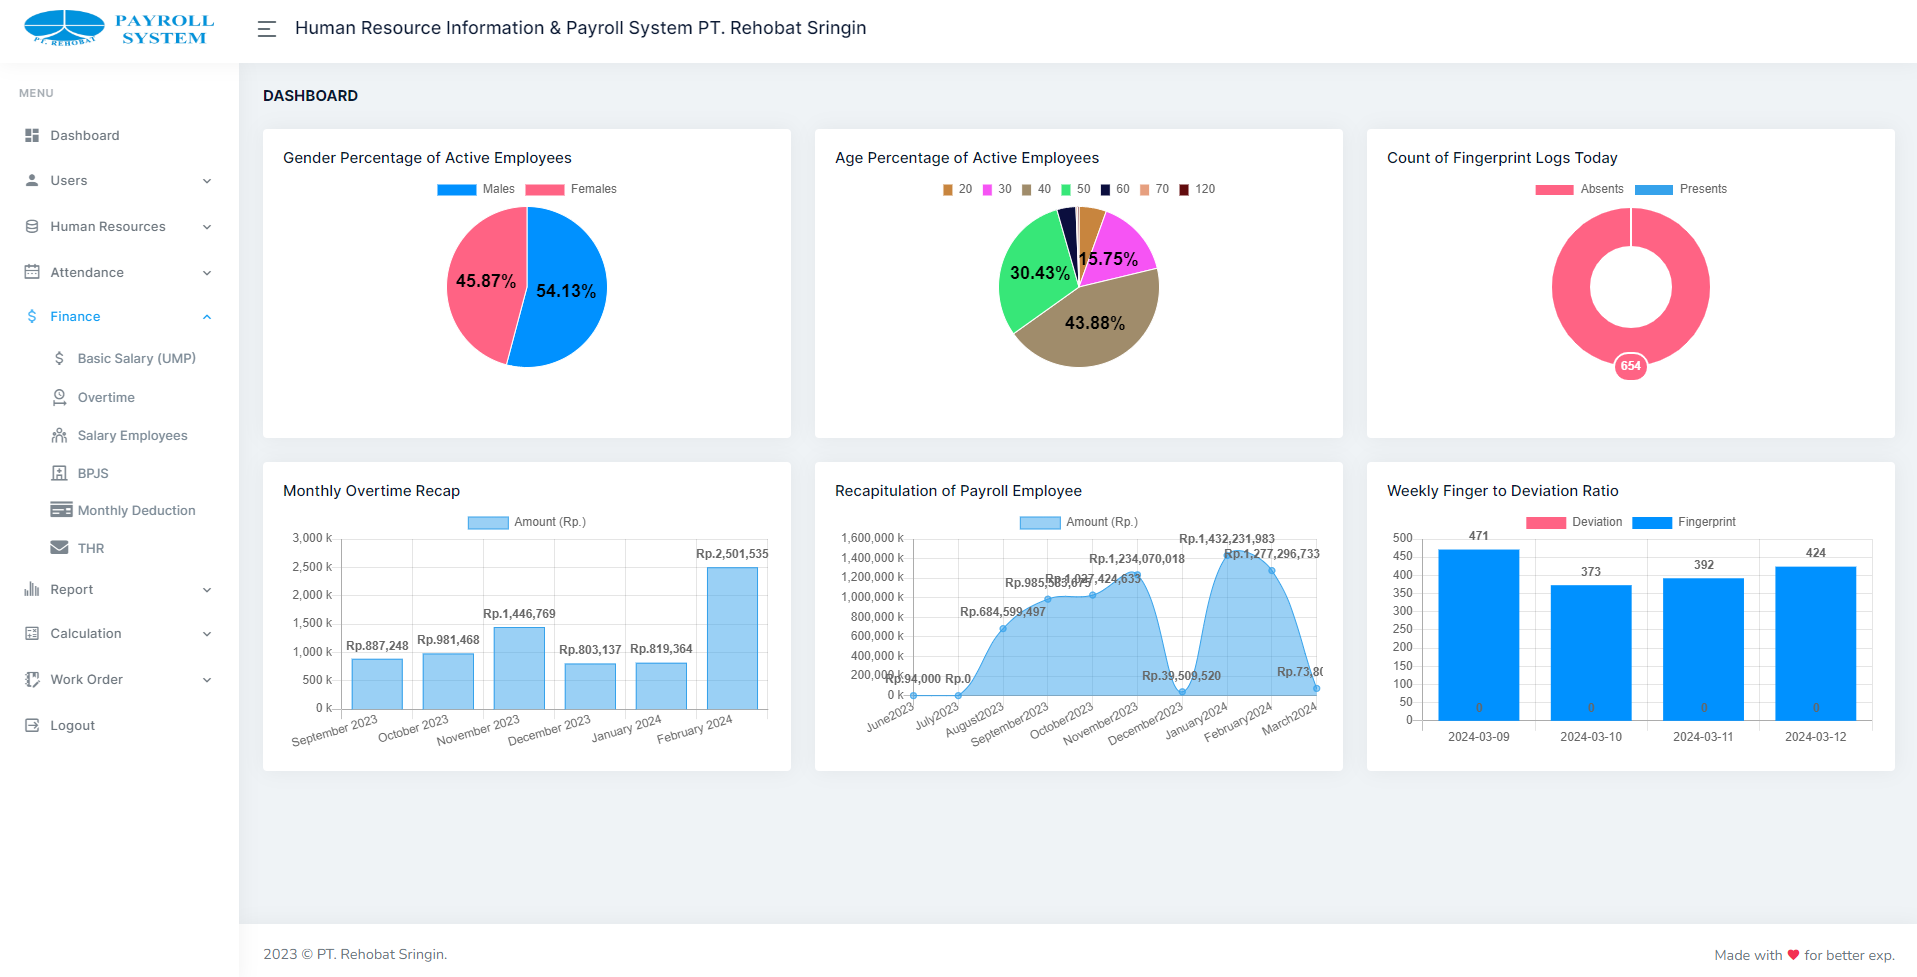 PAYROLL
SYSTEM
PT. REHOBAT
Human Resource Information & Payroll System PT. Rehobat Sringin
MENU
Dashboard
Users
Human Resources
Attendance
Finance
Basic Salary (UMP)
Overtime
Salary Employees
BPJS
Monthly Deduction
THR
Report
Calculation
Work Order
Logout
DASHBOARD
Gender Percentage of Active Employees
Males Females
45.87%
54.13%
Age Percentage of Active Employees
20 30 40 50 60 70 120
15.75%
30.43%
43.88%
Count of Fingerprint Logs Today
Absents Presents
654
Monthly Overtime Recap
Amount (Rp.)
3,000 k
2,500 k
2,000 k
1,500 k
1,000 k
500 k
0 k
Rp.887,248
Rp.981,468
Rp.1,446,769
Rp.803,137
Rp.819,364
Rp.2,501,535
September 2023
October 2023
November 2023
December 2023
January 2024
February 2024
Recapitulation of Payroll Employee
Amount (Rp.)
1,600,000 k
1,400,000 k
1,200,000 k
1,000,000 k
800,000 k
600,000 k
400,000 k
200,000 k
0 k
Rp.94,000
Rp.0
Rp.684,599,497
Rp.985,583,675
Rp.1,027,424,633
Rp.1,234,070,018
Rp.39,509,520
Rp.1,432,231,983
Rp.1,277,296,733
Rp.73,80
June2023
July2023
August2023
September2023
October2023
November2023
December2023
January2024
February2024
March2024
Weekly Finger to Deviation Ratio
Deviation Fingerprint
500
450
400
350
300
250
200
150
100
50
0
471
373
392
424
0
0
0
0
2024-03-09
2024-03-10
2024-03-11
2024-03-12
2023 © PT. Rehobat Sringin.
Made with ♥ for better exp.